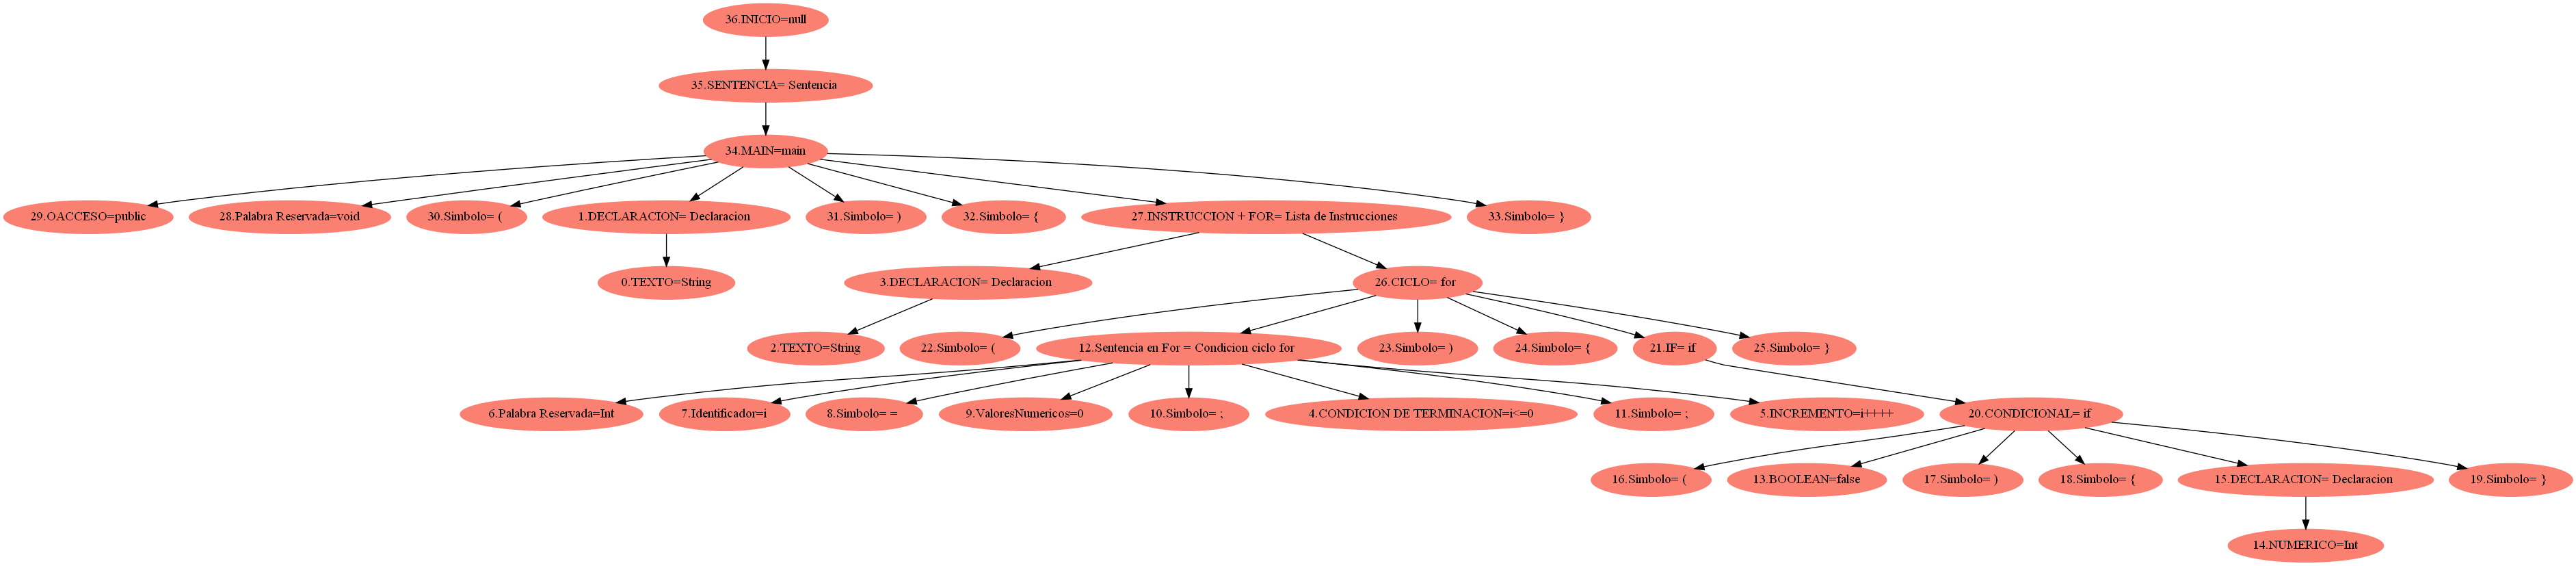 36.INICIO=null
35.SENTENCIA= Sentencia
34.MAIN=main
29.OACCESO=public
28.Palabra Reservada=void
30.Simbolo= (
1.DECLARACION= Declaracion
31.Simbolo= )
32.Simbolo= {
27.INSTRUCCION + FOR= Lista de Instrucciones
33.Simbolo= }
0.TEXTO=String
3.DECLARACION= Declaracion
26.CICLO= for
2.TEXTO=String
22.Simbolo= (
12.Sentencia en For = Condicion ciclo for
23.Simbolo= )
24.Simbolo= {
21.IF= if
25.Simbolo= }
6.Palabra Reservada=Int
7.Identificador=i
8.Simbolo= =
9.ValoresNumericos=0
10.Simbolo= ;
4.CONDICION DE TERMINACION=i<=0
11.Simbolo= ;
5.INCREMENTO=i++++
20.CONDICIONAL= if
16.Simbolo= (
13.BOOLEAN=false
17.Simbolo= )
18.Simbolo= {
15.DECLARACION= Declaracion
19.Simbolo= }
14.NUMERICO=Int